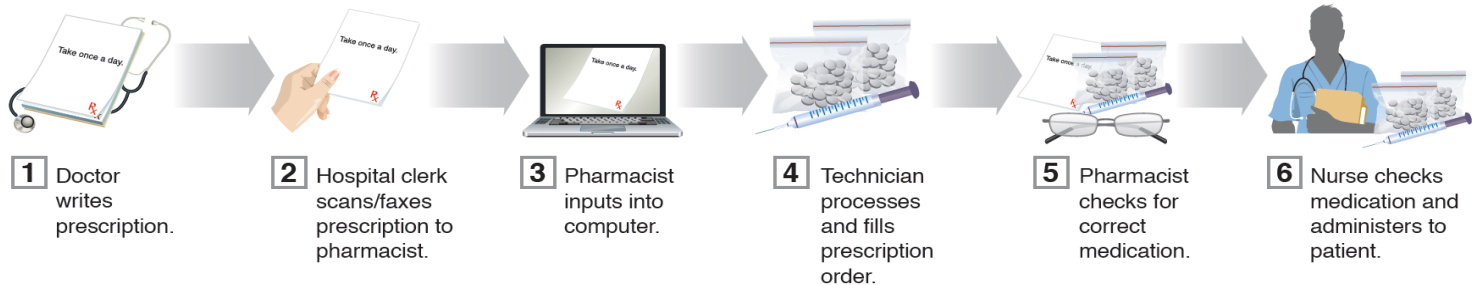 Take once a day.
Rx
Take once a day.
Rx
Take once a day.
Rx
Take once a day.
Rx
1 Doctor
writes
prescription.
2 Hospital clerk
scans/faxes
prescription to
pharmacist.
3 Pharmacist
inputs into
computer.
4 Technician
processes
and fills
prescription
order.
5 Pharmacist
checks for
correct
medication.
6 Nurse checks
medication and
administers to
patient.